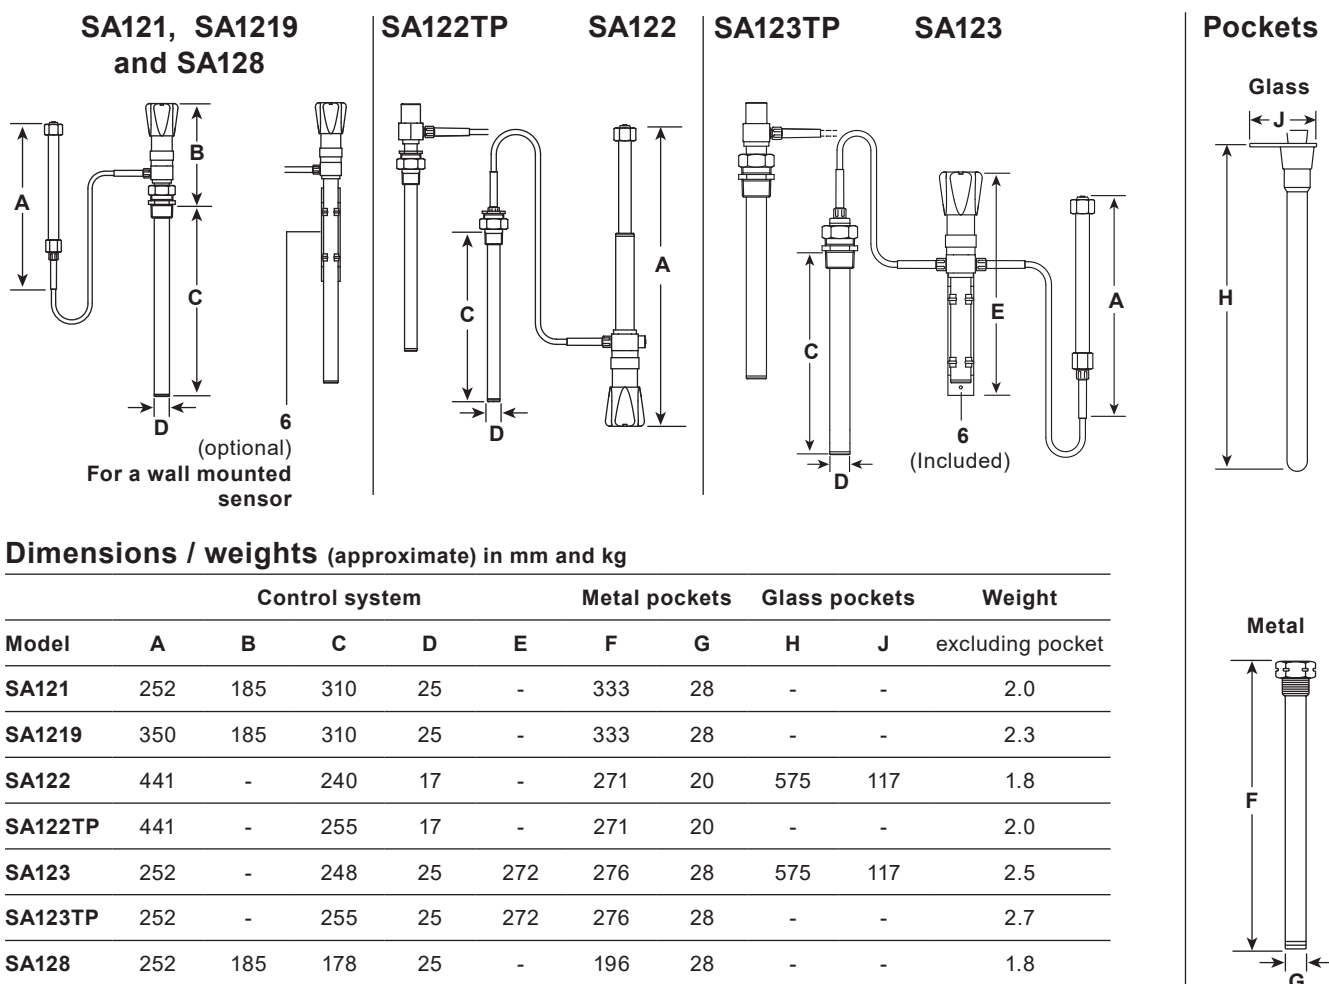 SA121, SA1219
and SA128
A
B
C
D
6
(optional)
For a wall mounted
sensor
SA122TP SA122
C
D
A
SA123TP SA123
C
D
E
A
6
(Included)
Pockets
Glass
J
H
Metal
F
G
Dimensions / weights (approximate) in mm and kg
Control system Metal pockets Glass pockets Weight
Model A B C D E F G H J excluding pocket
SA121 252 185 310 25 - 333 28 - - 2.0
SA1219 350 185 310 25 - 333 28 - - 2.3
SA122 441 - 240 17 - 271 20 575 117 1.8
SA122TP 441 - 255 17 - 271 20 - - 2.0
SA123 252 - 248 25 272 276 28 575 117 2.5
SA123TP 252 - 255 25 272 276 28 - - 2.7
SA128 252 185 178 25 - 196 28 - - 1.8